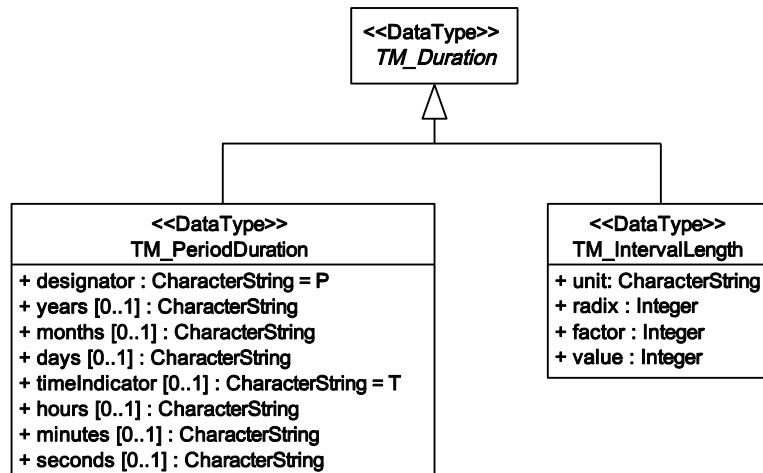 <<DataType>>
TM_Duration
<<DataType>>
TM_PeriodDuration
+ designator : CharacterString = P
+ years [0..1] : CharacterString
+ months [0..1] : CharacterString
+ days [0..1] : CharacterString
+ timeIndicator [0..1] : CharacterString = T
+ hours [0..1] : CharacterString
+ minutes [0..1] : CharacterString
+ seconds [0..1] : CharacterString
<<DataType>>
TM_IntervalLength
+ unit: CharacterString
+ radix : Integer
+ factor : Integer
+ value : Integer